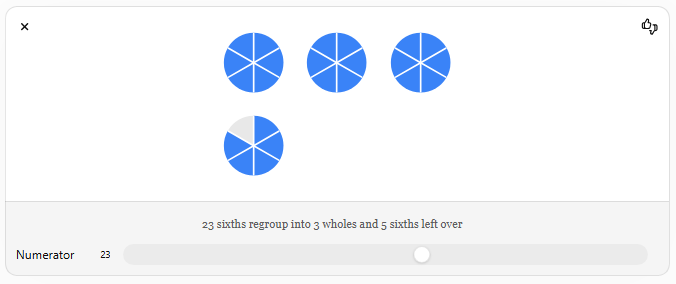 23 sixths regroup into 3 wholes and 5 sixths left over
Numerator 23